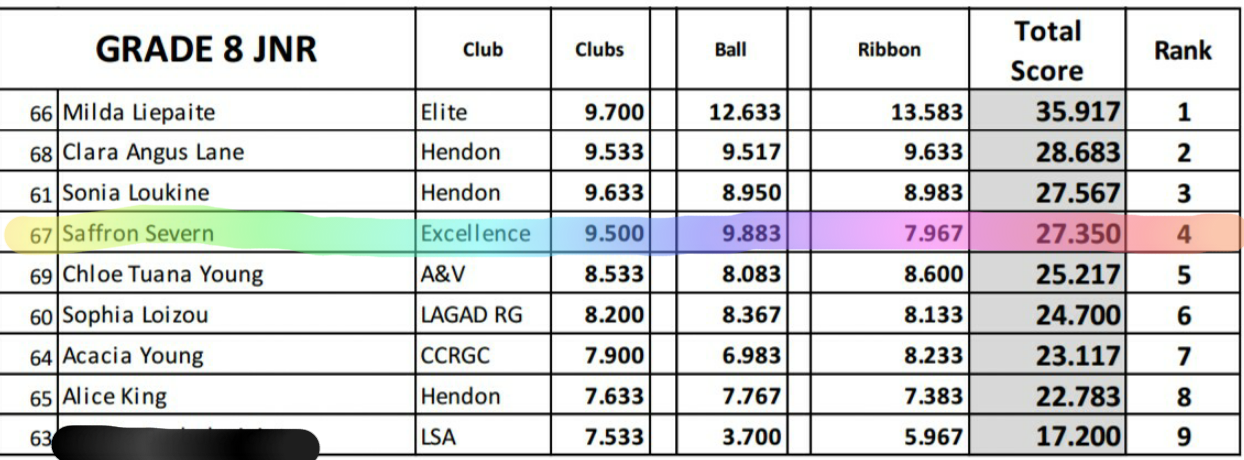 GRADE 8 JNR Club Clubs Ball Ribbon Total Score Rank
66 Milda Liepaite Elite 9.700 12.633 13.583 35.917 1
68 Clara Angus Lane Hendon 9.533 9.517 9.633 28.683 2
61 Sonia Loukine Hendon 9.633 8.950 8.983 27.567 3
67 Saffron Severn Excellence 9.500 9.883 7.967 27.350 4
69 Chloe Tuana Young A&V 8.533 8.083 8.600 25.217 5
60 Sophia Loizou LAGAD RG 8.200 8.367 8.133 24.700 6
64 Acacia Young CCRGC 7.900 6.983 8.233 23.117 7
65 Alice King Hendon 7.633 7.767 7.383 22.783 8
63 LSA 7.533 3.700 5.967 17.200 9